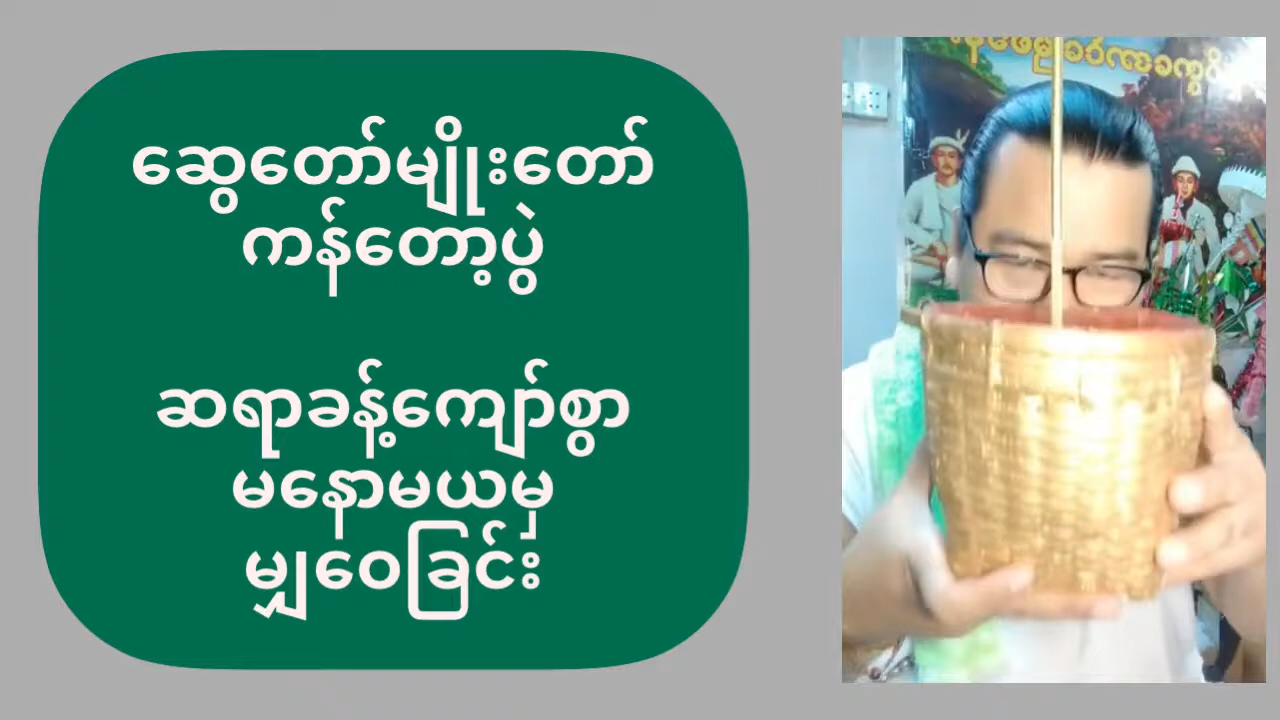 ဆွေတော်မျိုးတော်
ကန်တော့ပွဲ
ဆရာခန့်ကျော်စွာ
မနောမယမှ
မျှဝေခြင်း